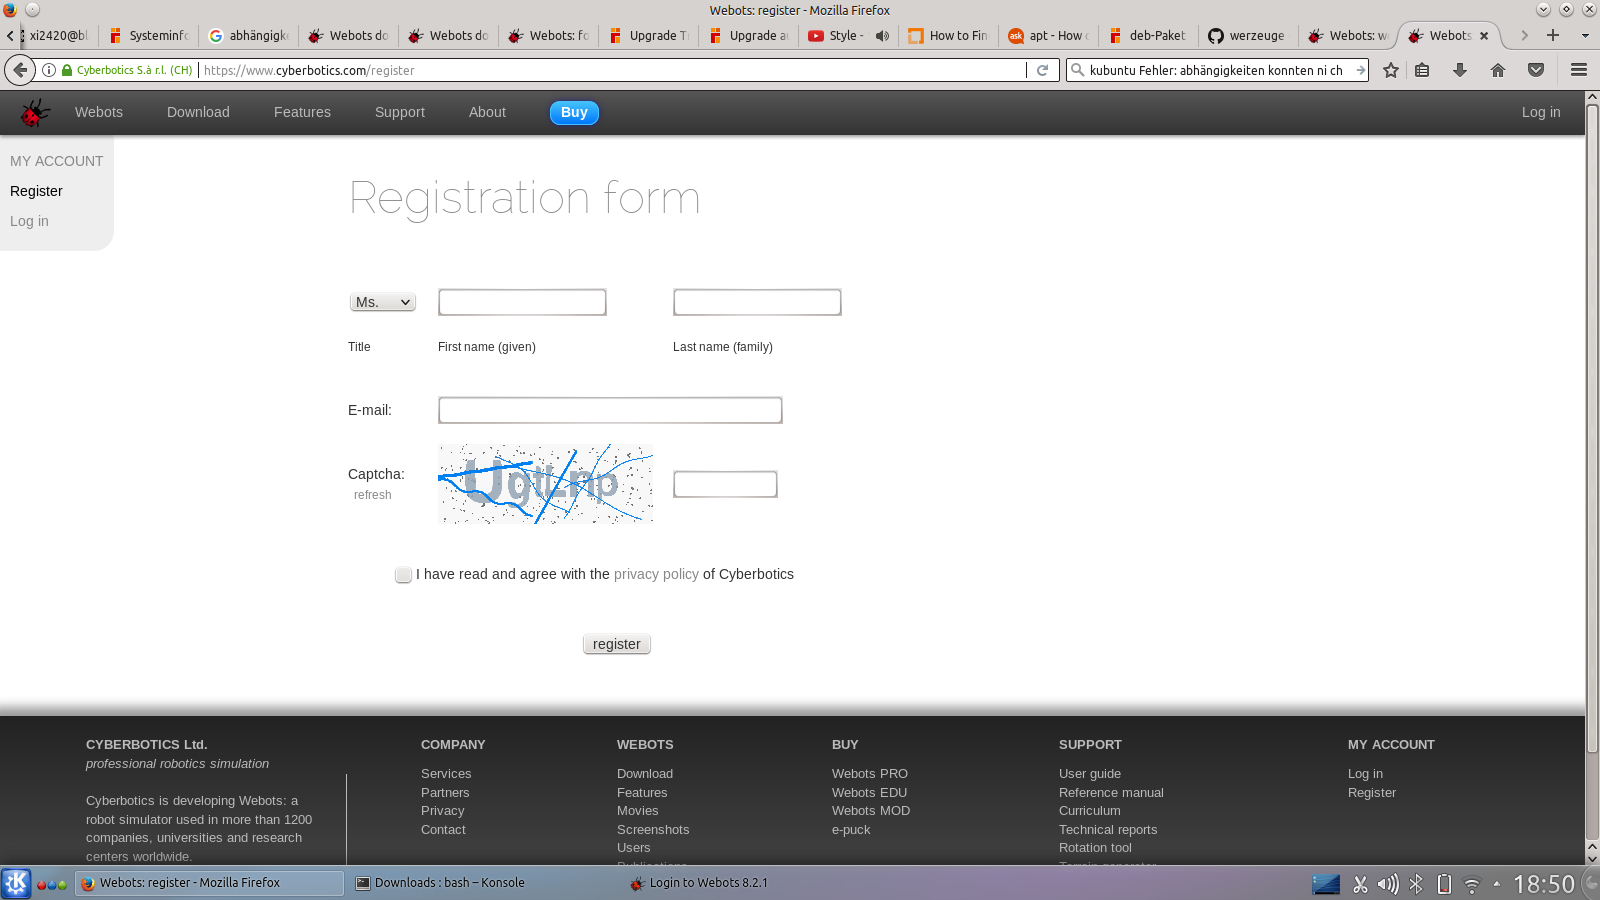 Webots: register - Mozilla Firefox
xi2420@bl
Systeminfo
abhängigke
Webots do
Webots do
Webots: fo
Upgrade T
Upgrade a
Style -
How to Fin
apt - How c
deb-Paket
werzeuge
Webots: w
Webots
Cyberbotics S.à r.l. (CH)
https://www.cyberbotics.com/register
kubuntu Fehler: abhängigkeiten konnten ni ch
Webots
Download
Features
Support
About
Buy
Log in
MY ACCOUNT
Register
Log in
Registration form
Ms.
Title
First name (given)
Last name (family)
E-mail:
Captcha:
refresh
UgtLnp
I have read and agree with the privacy policy of Cyberbotics
register
CYBERBOTICS Ltd.
professional robotics simulation
Cyberbotics is developing Webots: a
robot simulator used in more than 1200
companies, universities and research
centers worldwide.
COMPANY
Services
Partners
Privacy
Contact
WEBOTS
Download
Features
Movies
Screenshots
Users
Publications
BUY
Webots PRO
Webots EDU
Webots MOD
e-puck
SUPPORT
User guide
Reference manual
Curriculum
Technical reports
Rotation tool
Terrain generator
MY ACCOUNT
Log in
Register
Webots: register - Mozilla Firefox
Downloads : bash – Konsole
Login to Webots 8.2.1
18:50